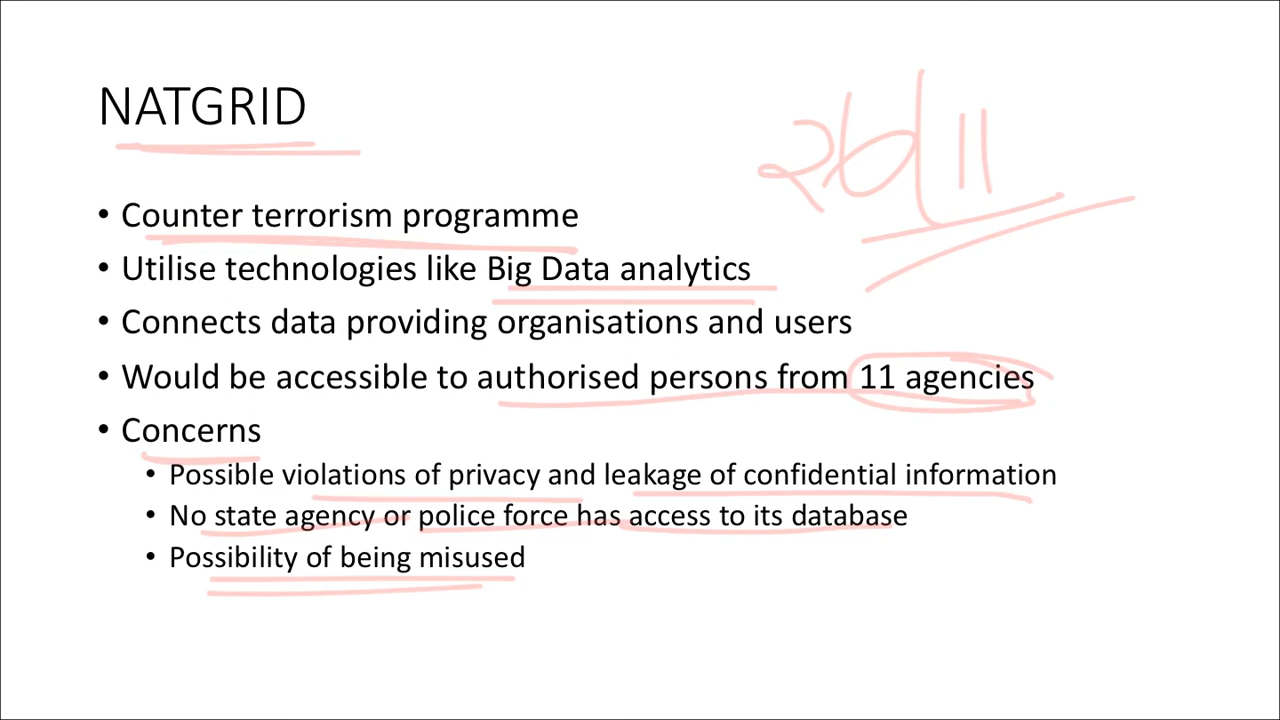 NATGRID
26/11
• Counter terrorism programme
• Utilise technologies like Big Data analytics
• Connects data providing organisations and users
• Would be accessible to authorised persons from 11 agencies
• Concerns
• Possible violations of privacy and leakage of confidential information
• No state agency or police force has access to its database
• Possibility of being misused